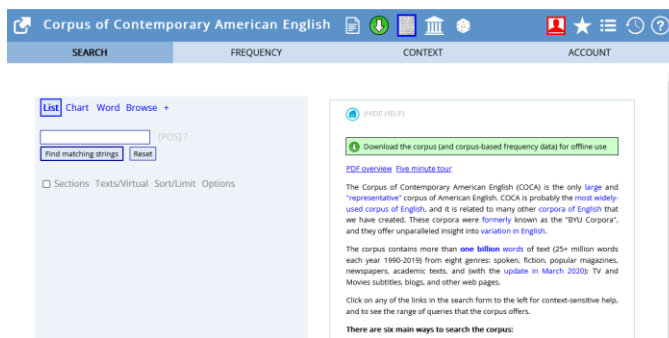 Corpus of Contemporary American English
SEARCH FREQUENCY CONTEXT ACCOUNT
List Chart Word Browse +
[POS]?
Find matching strings Reset
Sections Texts/Virtual Sort/Limit Options
(HIDE HELP)
Download the corpus (and corpus-based frequency data) for offline use
PDF overview Five minute tour
The Corpus of Contemporary American English (COCA) is the only large and
"representative" corpus of American English. COCA is probably the most widely-
used corpus of English, and it is related to many other corpora of English that
we have created. These corpora were formerly known as the "BYU Corpora",
and they offer unparalleled insight into variation in English.
The corpus contains more than one billion words of text (25+ million words
each year 1990-2019) from eight genres: spoken, fiction, popular magazines,
newspapers, academic texts, and (with the update in March 2020): TV and
Movies subtitles, blogs, and other web pages.
Click on any of the links in the search form to the left for context-sensitive help,
and to see the range of queries that the corpus offers.
There are six main ways to search the corpus: